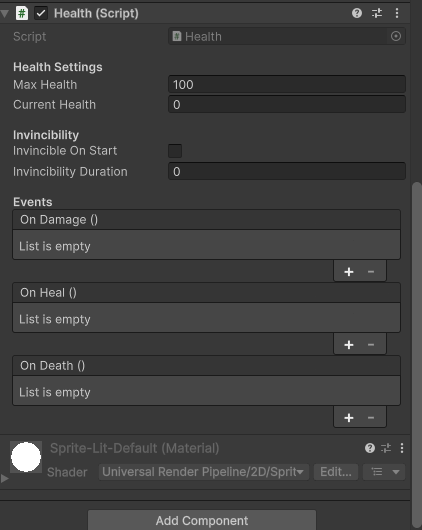 Health (Script)
Script Health
Health Settings
Max Health 100
Current Health 0
Invincibility
Invincible On Start
Invincibility Duration 0
Events
On Damage ()
List is empty
+ −
On Heal ()
List is empty
+ −
On Death ()
List is empty
+ −
Sprite-Lit-Default (Material)
Shader Universal Render Pipeline/2D/Sprit Edit...
Add Component